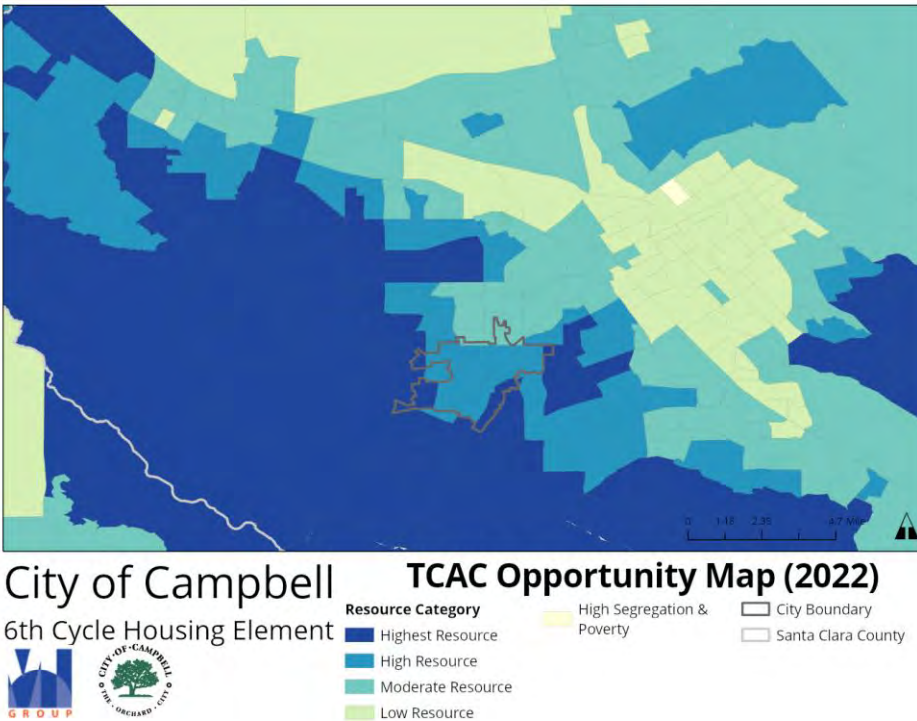 0 1.18 2.35 4.7 Miles
City of Campbell
6th Cycle Housing Element
GROUP
CITY·OF·CAMPBELL
THE·ORCHARD·CITY
TCAC Opportunity Map (2022)
Resource Category
Highest Resource
High Resource
Moderate Resource
Low Resource
High Segregation &
Poverty
City Boundary
Santa Clara County